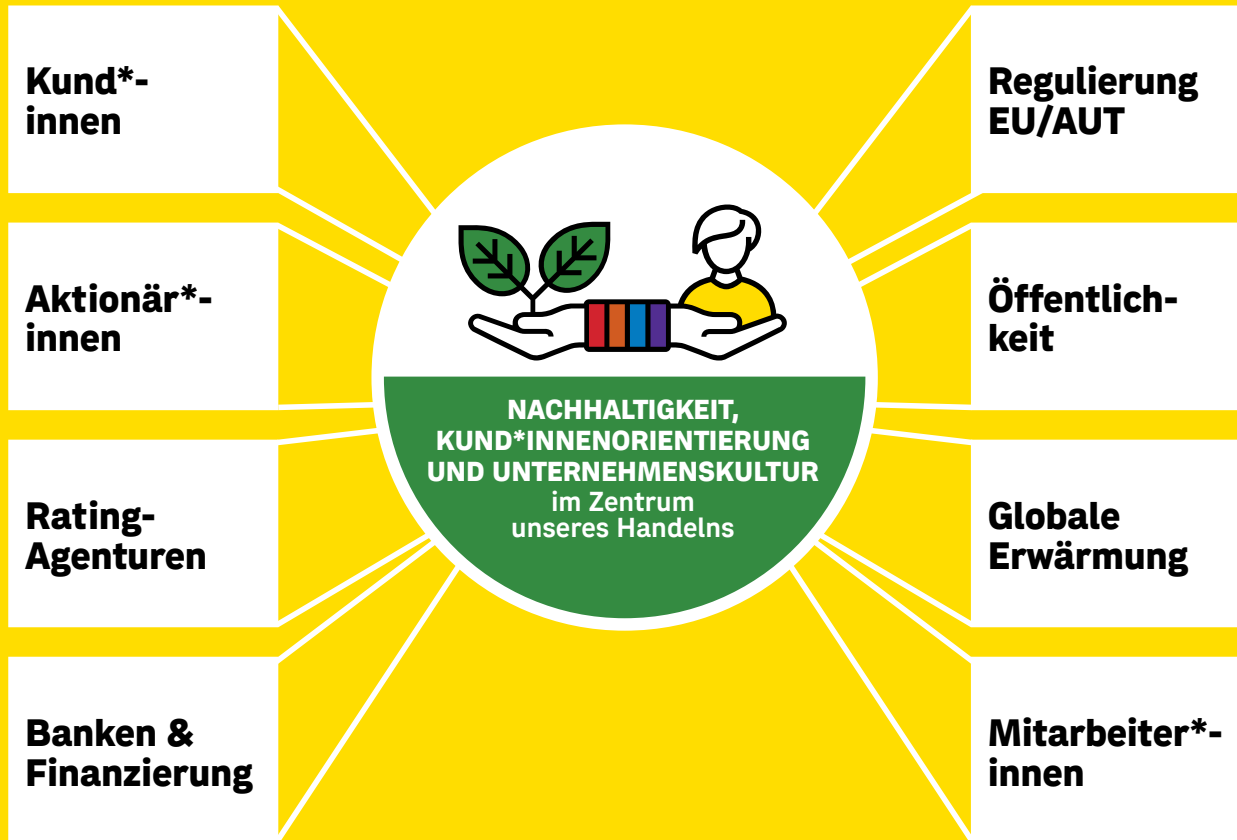 Kund*-
innen
Aktionär*-
innen
Rating-
Agenturen
Banken &
Finanzierung
NACHHALTIGKEIT,
KUND*INNENORIENTIERUNG
UND UNTERNEHMENSKULTUR
im Zentrum
unseres Handelns
Regulierung
EU/AUT
Öffentlich-
keit
Globale
Erwärmung
Mitarbeiter*-
innen